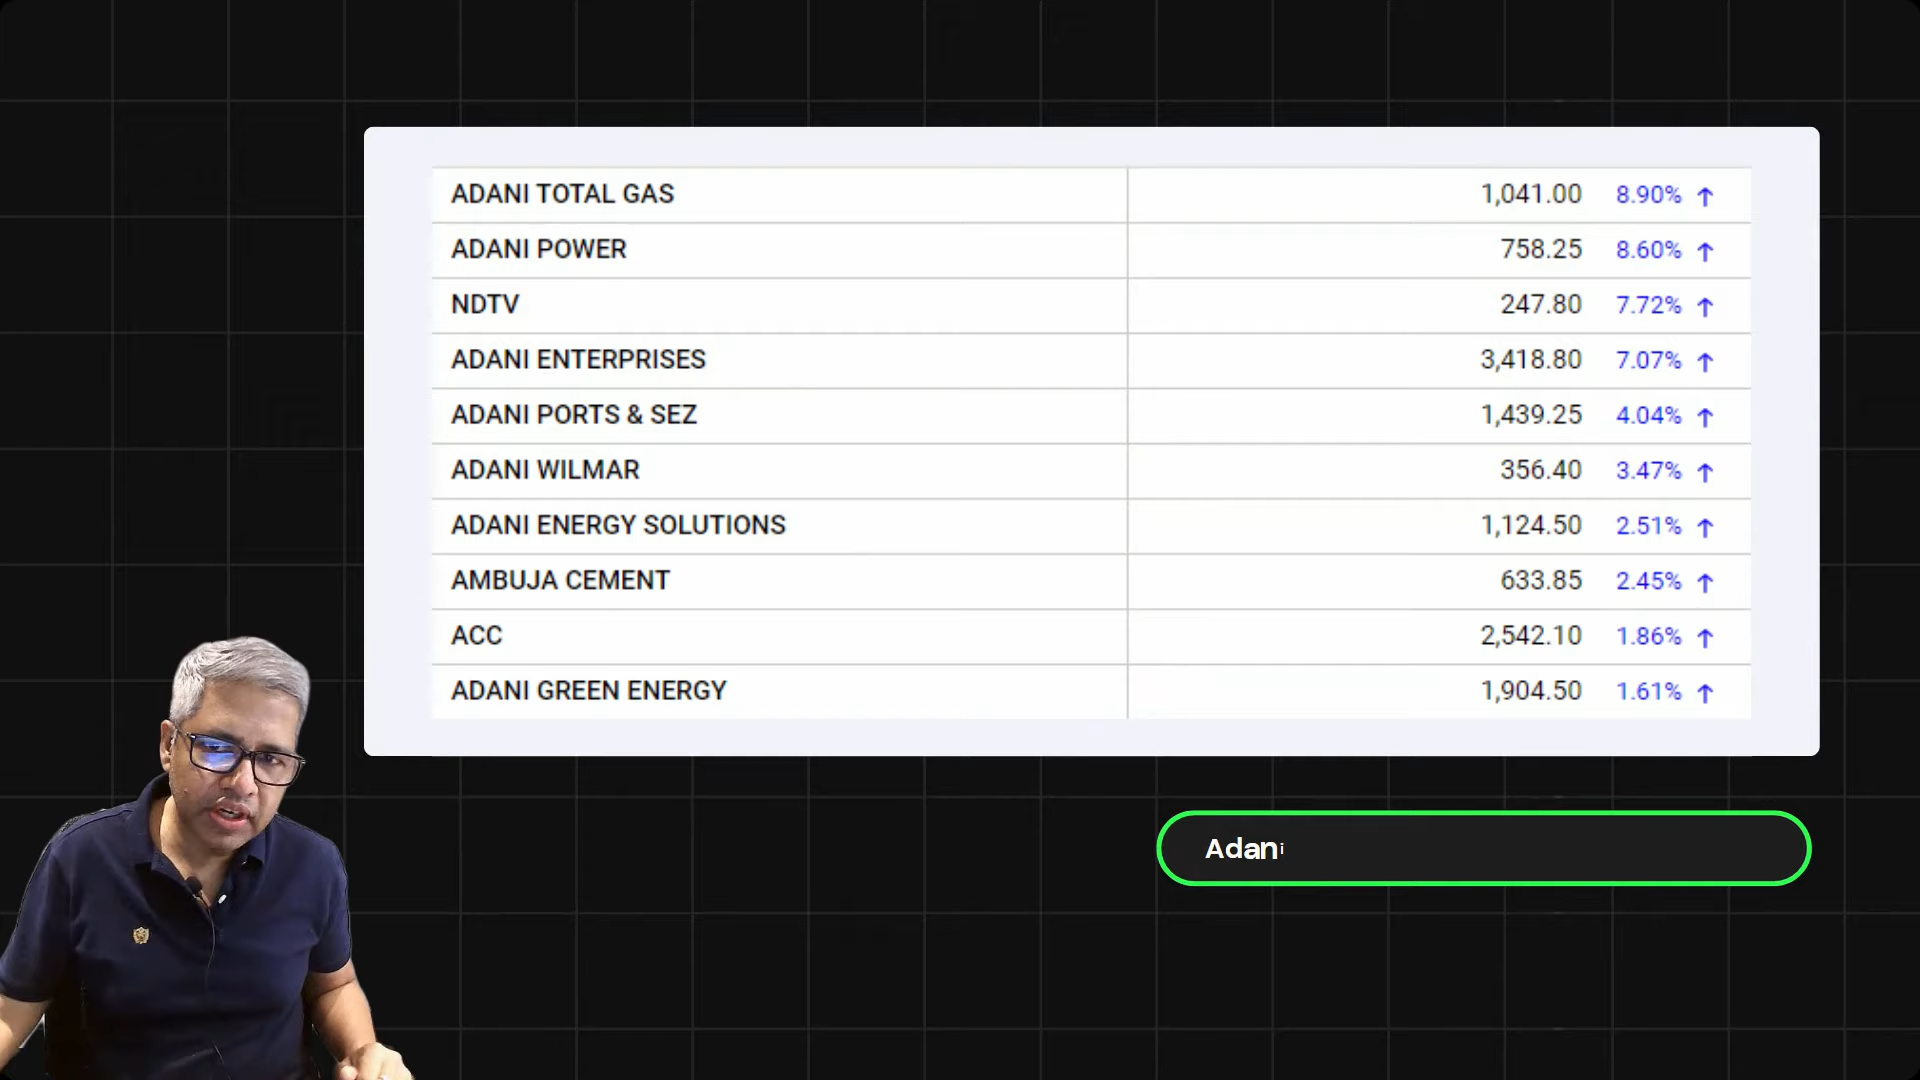 ADANI TOTAL GAS 1,041.00 8.90% ↑
ADANI POWER 758.25 8.60% ↑
NDTV 247.80 7.72% ↑
ADANI ENTERPRISES 3,418.80 7.07% ↑
ADANI PORTS & SEZ 1,439.25 4.04% ↑
ADANI WILMAR 356.40 3.47% ↑
ADANI ENERGY SOLUTIONS 1,124.50 2.51% ↑
AMBUJA CEMENT 633.85 2.45% ↑
ACC 2,542.10 1.86% ↑
ADANI GREEN ENERGY 1,904.50 1.61% ↑
Adani